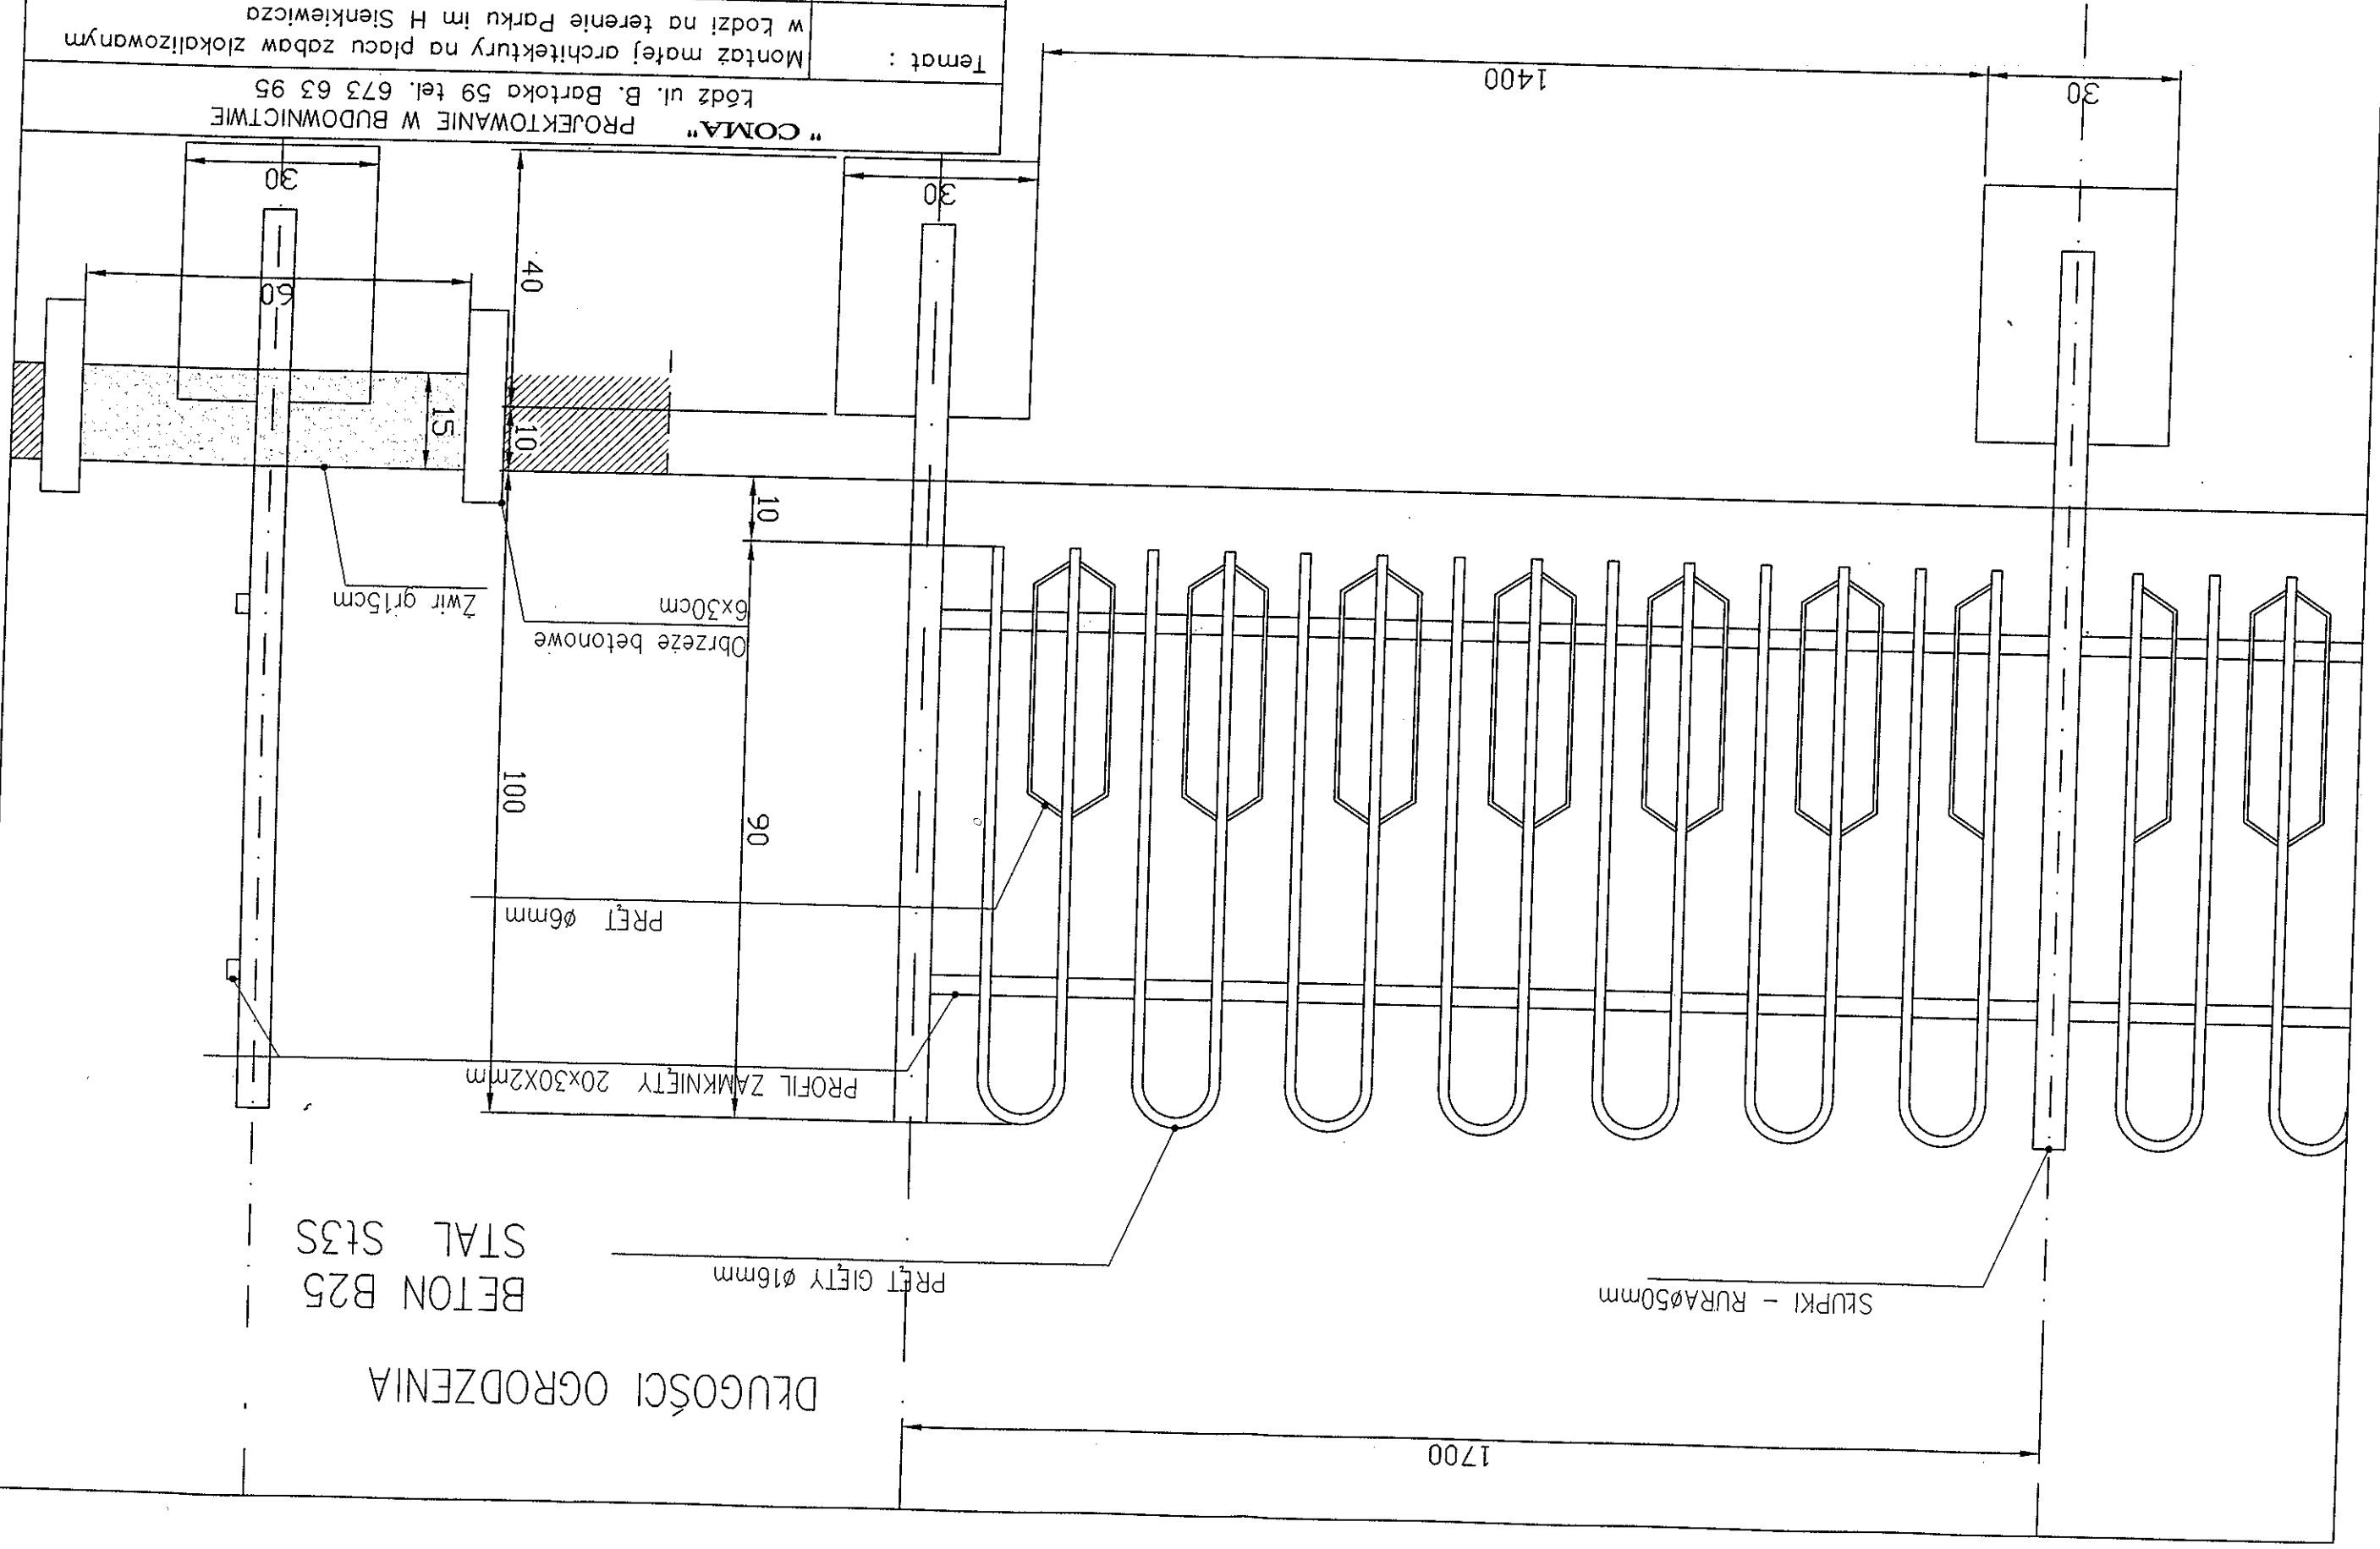 1700
DŁUGOŚCI OGRODZENIA
BETON B25
STAL St3S
SŁUPKI - RURAø50mm
PRĘT GIĘTY ø16mm
PROFIL ZAMKNIĘTY 20x30X2mm
PRĘT ø6mm
90
100
Obrzeże betonowe
6x30cm
Żwir gr15cm
10
10
15
40
60
30
30
30
1400
" COMA" PROJEKTOWANIE W BUDOWNICTWIE
Łódź ul. B. Bartoka 59 tel. 673 63 95
Temat : Montaż małej architektury na placu zabaw zlokalizowanym
w Łodzi na terenie Parku im H Sienkiewicza